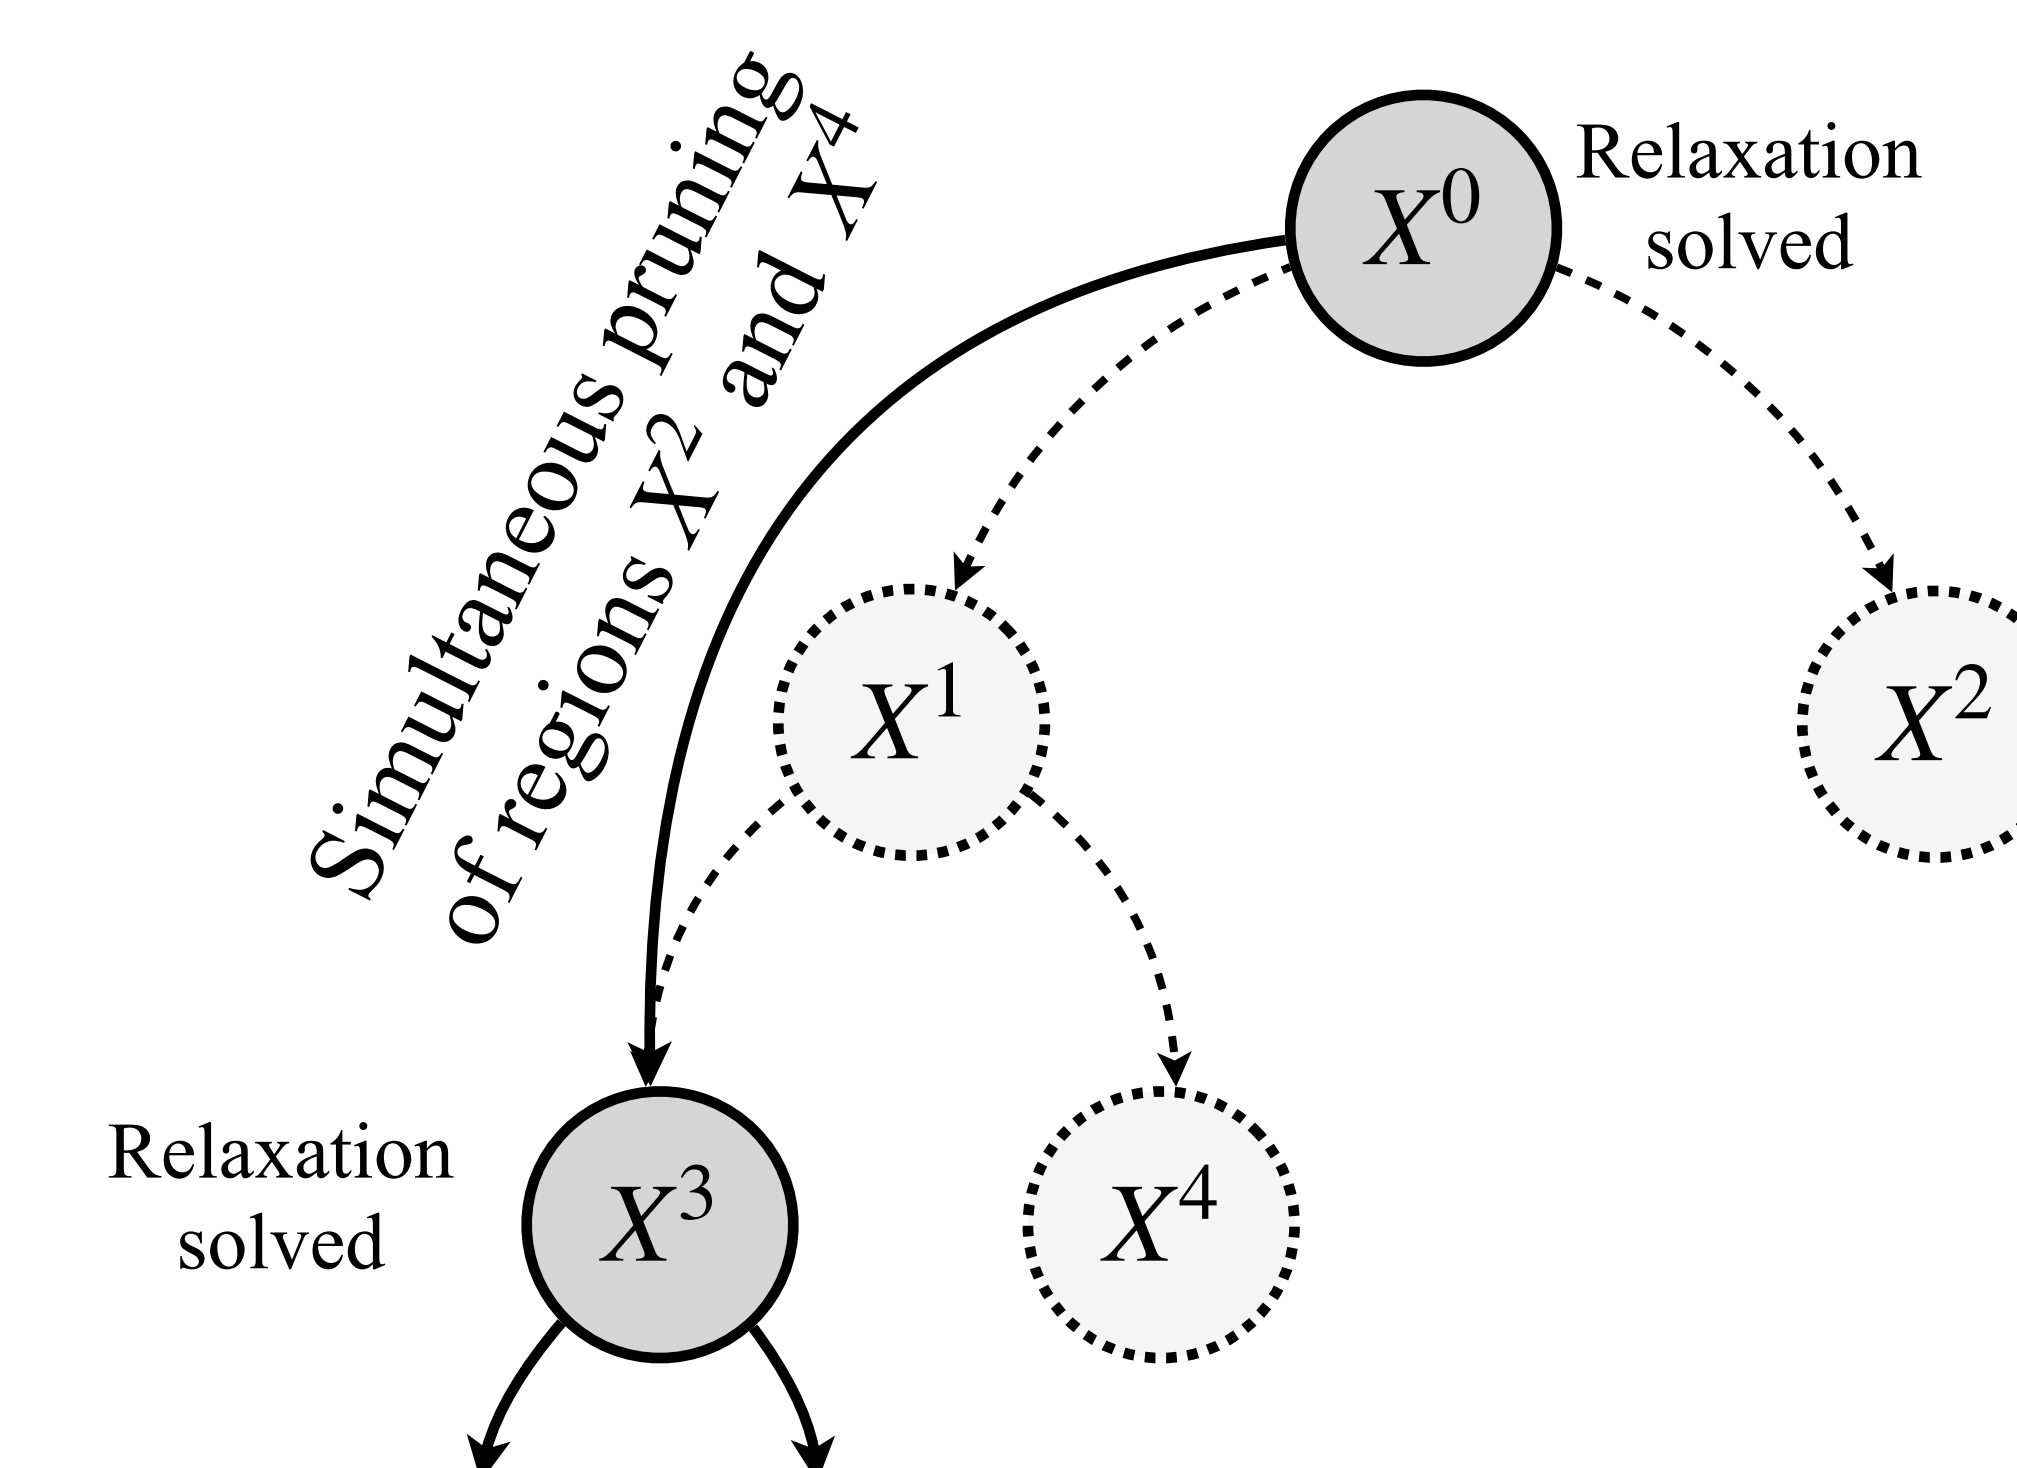 Simultaneous pruning
of regions X² and X⁴
X⁰
Relaxation
solved
X¹
X²
Relaxation
solved
X³
X⁴